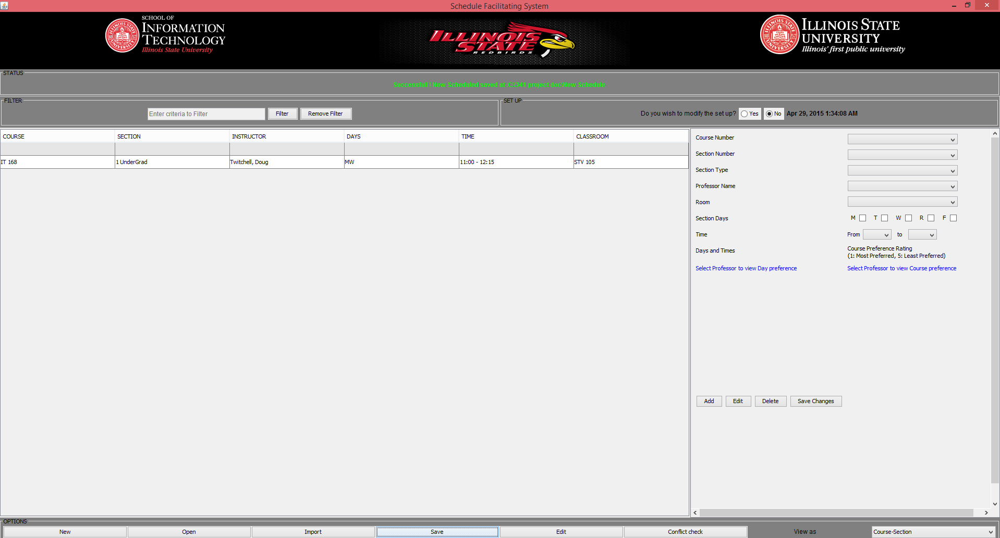 Schedule Facilitating System
SCHOOL OF
INFORMATION
TECHNOLOGY
Illinois State University
ILLINOIS
STATE
REDBIRDS
ILLINOIS STATE
UNIVERSITY
Illinois' first public university
STATUS
Successfull ! New Scheduled saved at :C:\341 project doc\New Schedule
FILTER
Enter criteria to Filter Filter Remove Filter
SET UP
Do you wish to modify the set up? Yes No Apr 29, 2015 1:34:08 AM
COURSE SECTION INSTRUCTOR DAYS TIME CLASSROOM
IT 168 1 UnderGrad Twitchell, Doug MW 11:00 - 12:15 STV 105
Course Number
Section Number
Section Type
Professor Name
Room
Section Days M T W R F
Time From to
Days and Times Course Preference Rating
(1: Most Preferred, 5: Least Preferred)
Select Professor to view Day preference Select Professor to view Course preference
Add Edit Delete Save Changes
OPTIONS
New Open Import Save Edit Conflict check View as Course-Section